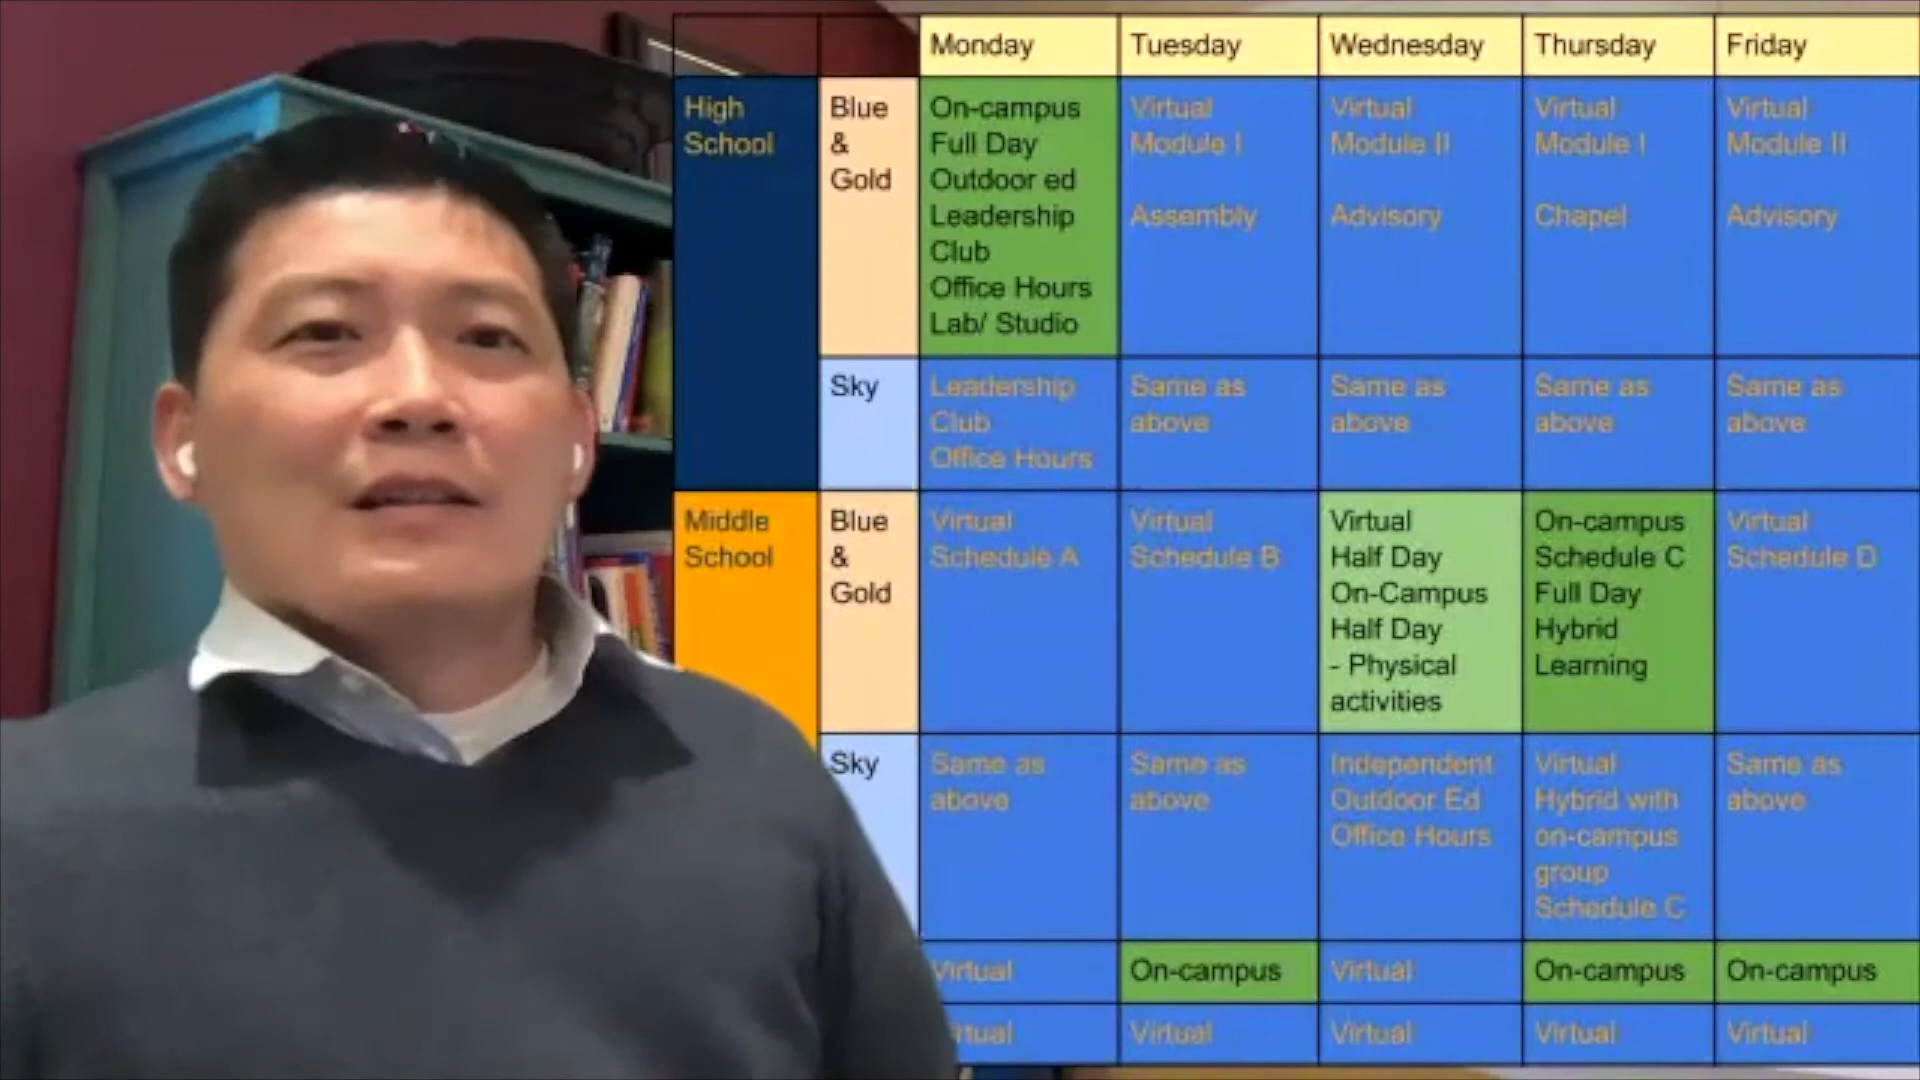 Monday Tuesday Wednesday Thursday Friday
High
School
Blue
&
Gold
On-campus
Full Day
Outdoor ed
Leadership
Club
Office Hours
Lab/ Studio
Virtual
Module I
Assembly
Virtual
Module II
Advisory
Virtual
Module I
Chapel
Virtual
Module II
Advisory
Sky
Leadership
Club
Office Hours
Same as
above
Same as
above
Same as
above
Same as
above
Middle
School
Blue
&
Gold
Virtual
Schedule A
Virtual
Schedule B
Virtual
Half Day
On-Campus
Half Day
- Physical
activities
On-campus
Schedule C
Full Day
Hybrid
Learning
Virtual
Schedule D
Sky
Same as
above
Same as
above
Independent
Outdoor Ed
Office Hours
Virtual
Hybrid with
on-campus
group
Schedule C
Same as
above
Virtual On-campus Virtual On-campus On-campus
Virtual Virtual Virtual Virtual Virtual